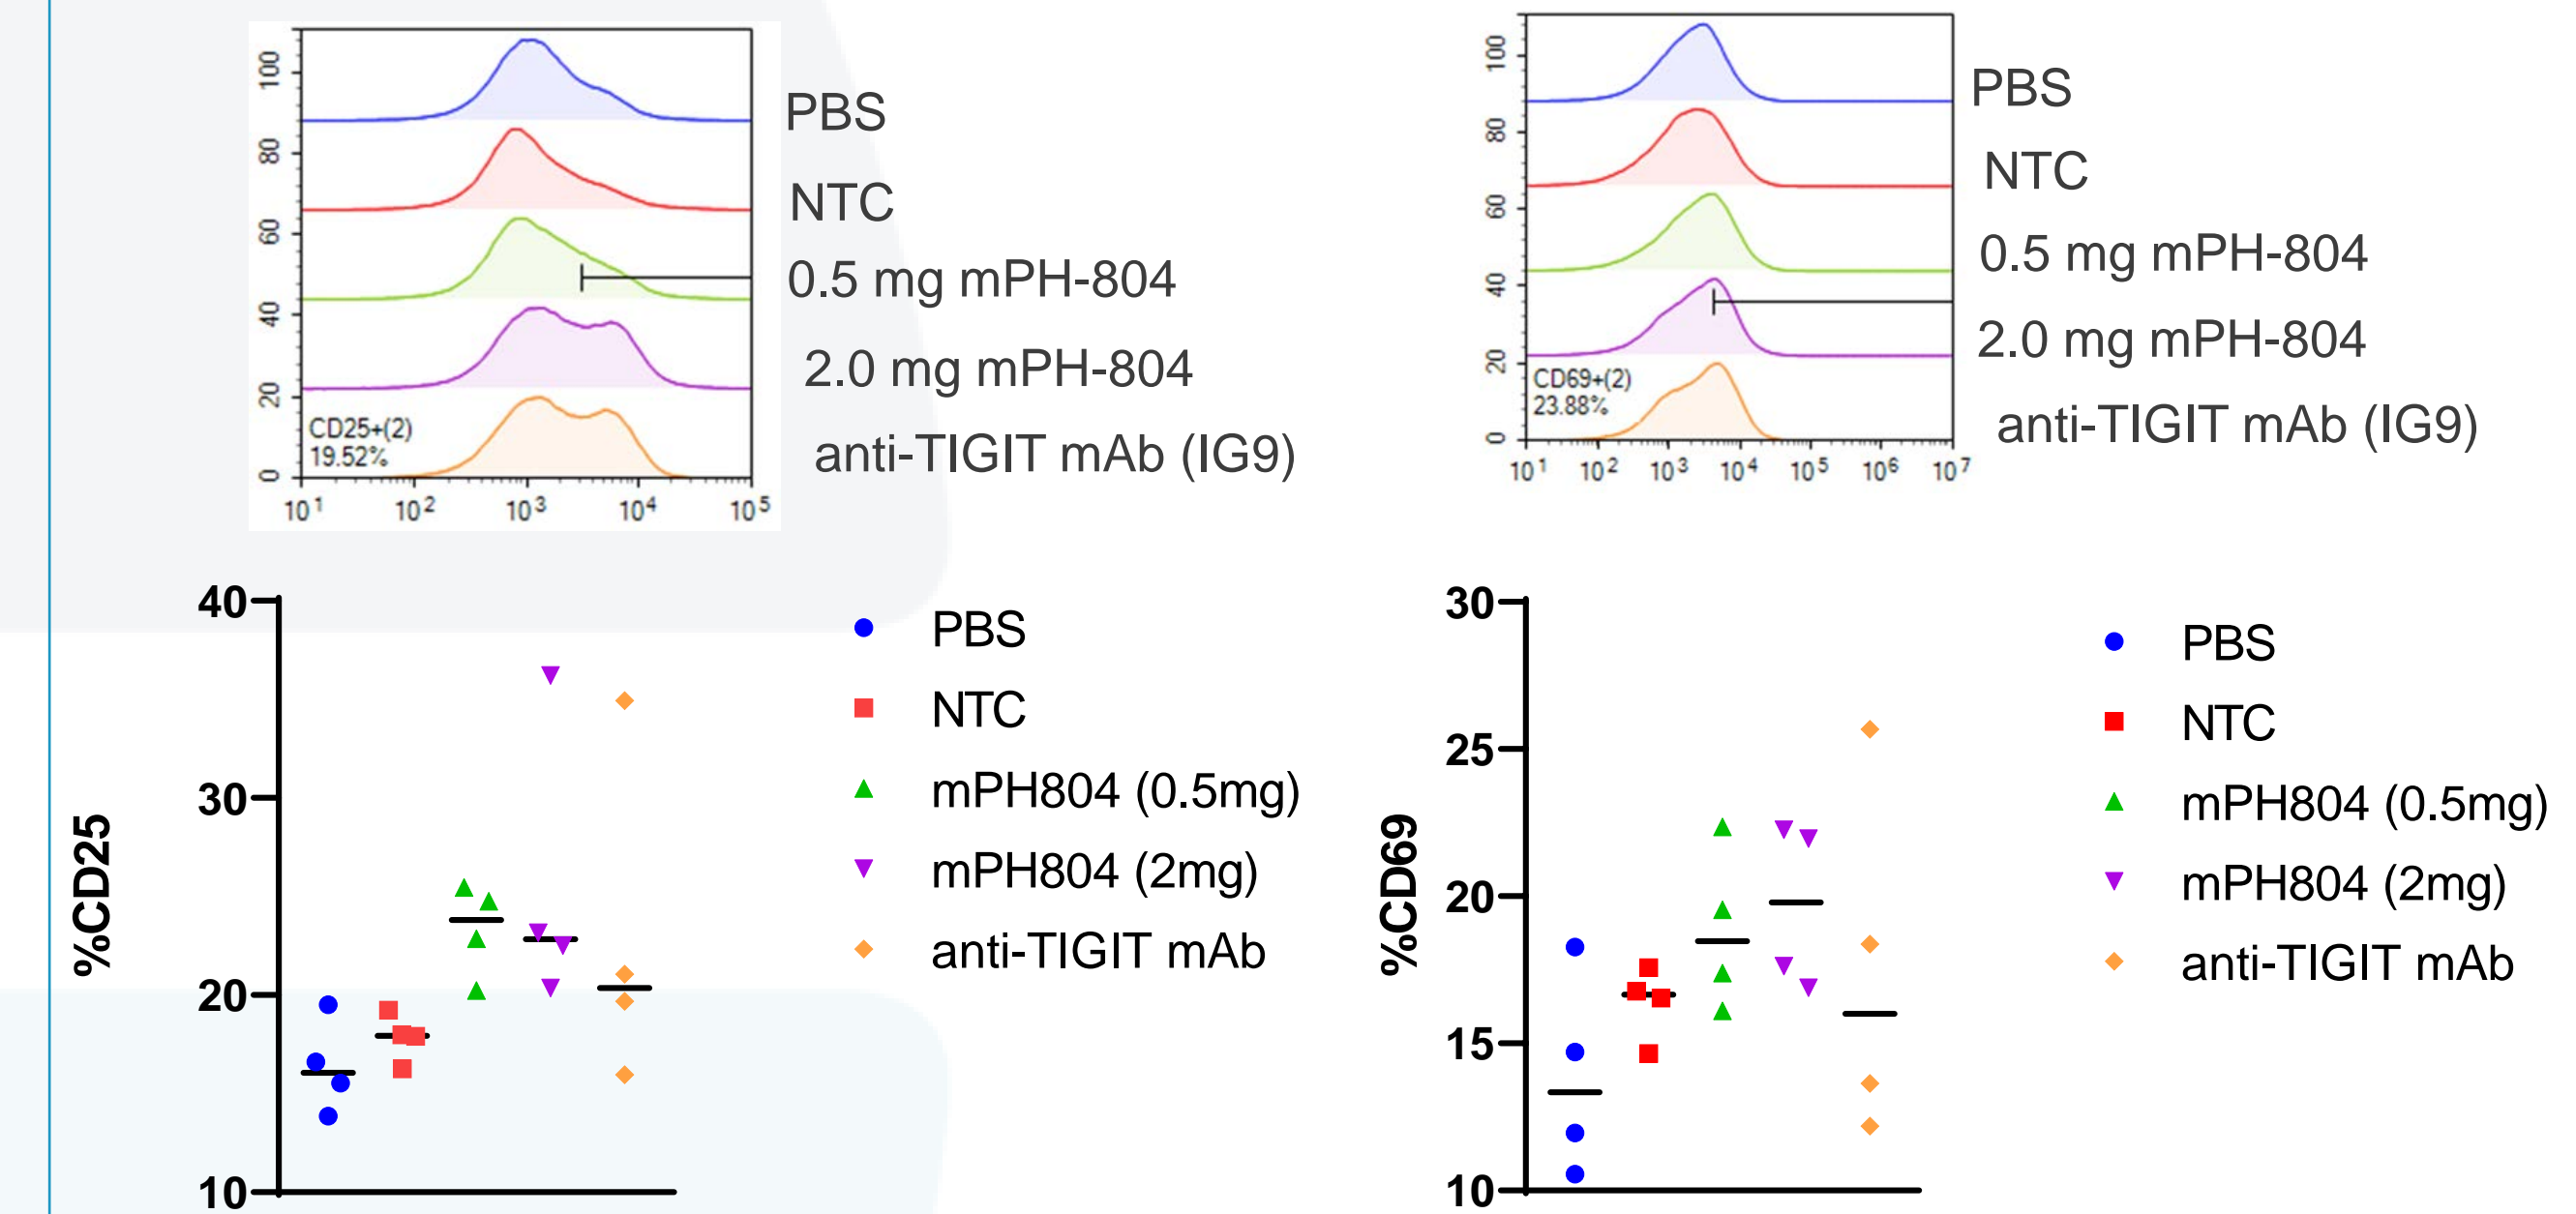 100
80
60
40
20
0
CD25+(2)
19.52%
10¹ 10² 10³ 10⁴ 10⁵
PBS
NTC
0.5 mg mPH-804
2.0 mg mPH-804
anti-TIGIT mAb (IG9)
100
80
60
40
20
0
CD69+(2)
23.88%
10¹ 10² 10³ 10⁴ 10⁵ 10⁶ 10⁷
PBS
NTC
0.5 mg mPH-804
2.0 mg mPH-804
anti-TIGIT mAb (IG9)
%CD25
40
30
20
10
PBS
NTC
mPH804 (0.5mg)
mPH804 (2mg)
anti-TIGIT mAb
%CD69
30
25
20
15
10
PBS
NTC
mPH804 (0.5mg)
mPH804 (2mg)
anti-TIGIT mAb